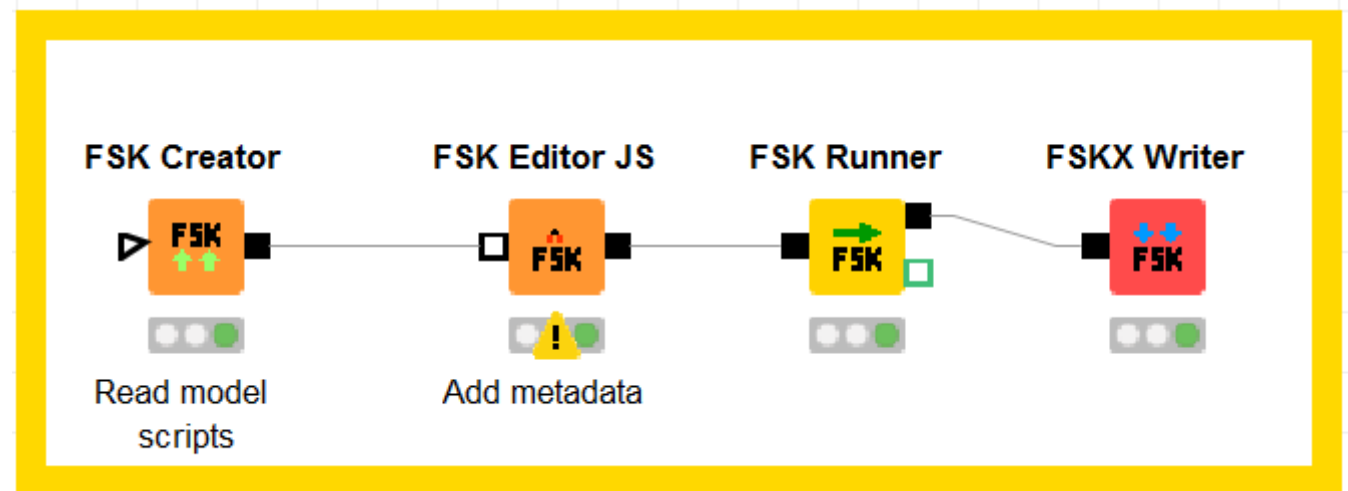 FSK Creator
FSK Editor JS
FSK Runner
FSKX Writer
FSK
FSK
FSK
FSK
!
Read model
scripts
Add metadata